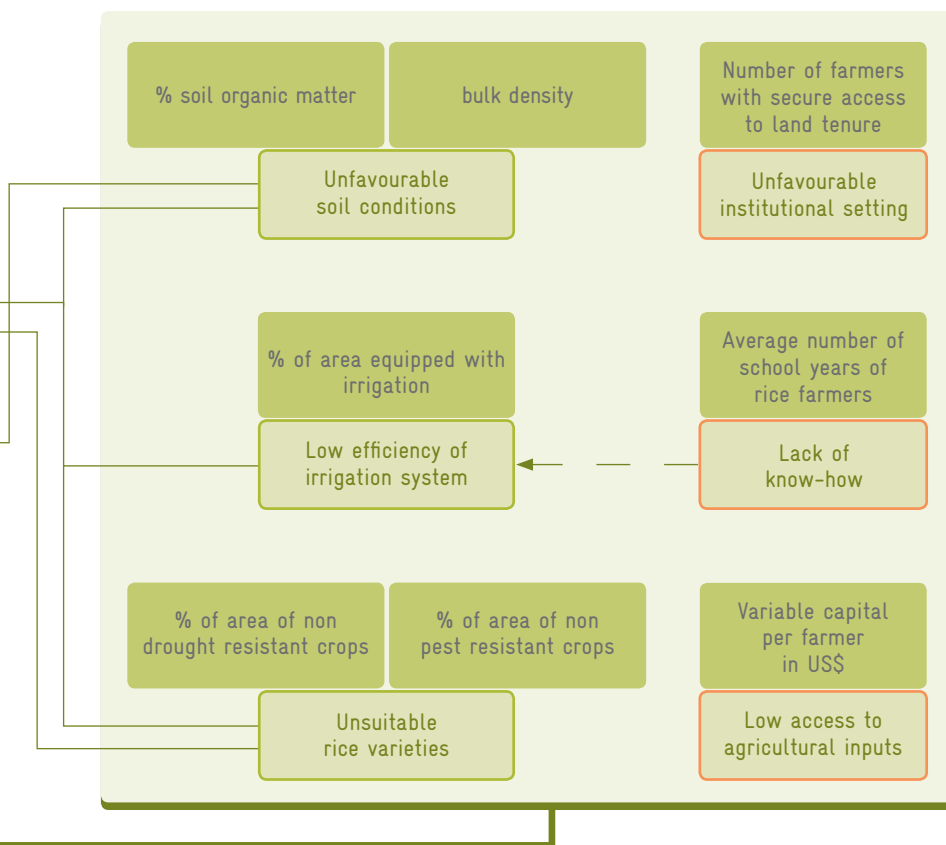 % soil organic matter
bulk density
Number of farmers
with secure access
to land tenure
Unfavourable
soil conditions
Unfavourable
institutional setting
% of area equipped with
irrigation
Average number of
school years of
rice farmers
Low efficiency of
irrigation system
Lack of
know-how
% of area of non
drought resistant crops
% of area of non
pest resistant crops
Variable capital
per farmer
in US$
Unsuitable
rice varieties
Low access to
agricultural inputs